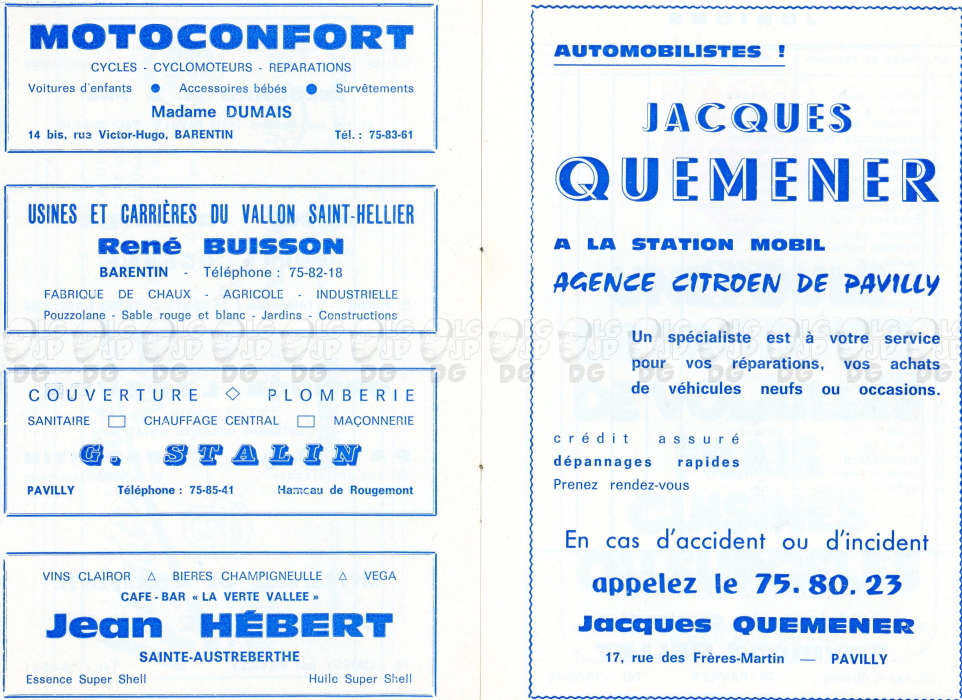 MOTOCONFORT
CYCLES - CYCLOMOTEURS - REPARATIONS
Voitures d'enfants ● Accessoires bébés ● Survêtements
Madame DUMAIS
14 bis, rue Victor-Hugo, BARENTIN Tél. : 75-83-61
USINES ET CARRIÈRES DU VALLON SAINT-HELLIER
René BUISSON
BARENTIN - Téléphone : 75-82-18
FABRIQUE DE CHAUX - AGRICOLE - INDUSTRIELLE
Pouzzolane - Sable rouge et blanc - Jardins - Constructions
COUVERTURE ◇ PLOMBERIE
SANITAIRE □ CHAUFFAGE CENTRAL □ MAÇONNERIE
G. STALIN
PAVILLY Téléphone : 75-85-41 Hameau de Rougemont
VINS CLAIROR △ BIERES CHAMPIGNEULLE △ VEGA
CAFE-BAR « LA VERTE VALLEE »
Jean HÉBERT
SAINTE-AUSTREBERTHE
Essence Super Shell Huile Super Shell
AUTOMOBILISTES !
JACQUES
QUEMENER
A LA STATION MOBIL
AGENCE CITROEN DE PAVILLY
Un spécialiste est à votre service
pour vos réparations, vos achats
de véhicules neufs ou occasions.
crédit assuré
dépannages rapides
Prenez rendez-vous
En cas d'accident ou d'incident
appelez le 75.80.23
Jacques QUEMENER
17, rue des Frères-Martin — PAVILLY